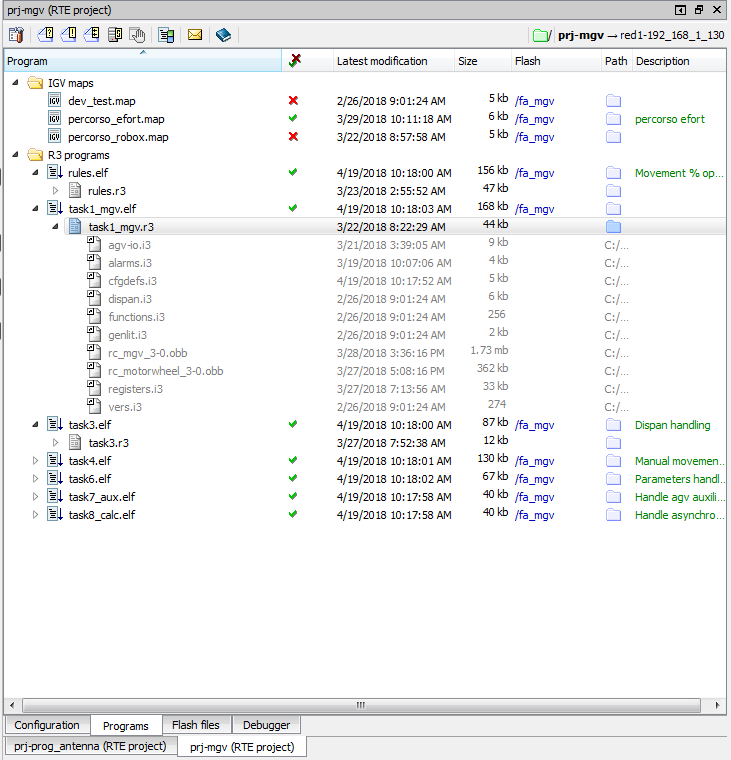 prj-mgv (RTE project)
prj-mgv → red1-192_168_1_130
Program Latest modification Size Flash Path Description
IGV maps
IGV dev_test.map 2/26/2018 9:01:24 AM 5 kb /fa_mgv
IGV percorso_efort.map 3/29/2018 10:11:18 AM 6 kb /fa_mgv percorso efort
IGV percorso_robox.map 3/22/2018 8:57:58 AM 5 kb /fa_mgv
R3 programs
rules.elf 4/19/2018 10:18:00 AM 156 kb /fa_mgv Movement % op...
rules.r3 3/23/2018 2:55:52 AM 47 kb
task1_mgv.elf 4/19/2018 10:18:03 AM 168 kb /fa_mgv
task1_mgv.r3 3/22/2018 8:22:29 AM 44 kb
agv-io.i3 3/21/2018 3:39:05 AM 9 kb C:/...
alarms.i3 3/19/2018 10:07:06 AM 4 kb C:/...
cfgdefs.i3 4/19/2018 10:17:52 AM 5 kb C:/...
dispan.i3 2/26/2018 9:01:24 AM 6 kb C:/...
functions.i3 2/26/2018 9:01:24 AM 256 C:/...
genlit.i3 2/26/2018 9:01:24 AM 2 kb C:/...
rc_mgv_3-0.obb 3/28/2018 3:36:16 PM 1.73 mb C:/...
rc_motorwheel_3-0.obb 3/27/2018 5:08:16 PM 362 kb C:/...
registers.i3 3/27/2018 7:13:56 AM 33 kb C:/...
vers.i3 2/26/2018 9:01:24 AM 274 C:/...
task3.elf 4/19/2018 10:18:00 AM 87 kb /fa_mgv Dispan handling
task3.r3 3/27/2018 7:52:38 AM 12 kb
task4.elf 4/19/2018 10:18:01 AM 130 kb /fa_mgv Manual movemen...
task6.elf 4/19/2018 10:18:02 AM 67 kb /fa_mgv Parameters handl...
task7_aux.elf 4/19/2018 10:17:58 AM 40 kb /fa_mgv Handle agv auxili...
task8_calc.elf 4/19/2018 10:17:58 AM 40 kb /fa_mgv Handle asynchro...
Configuration Programs Flash files Debugger
prj-prog_antenna (RTE project) prj-mgv (RTE project)